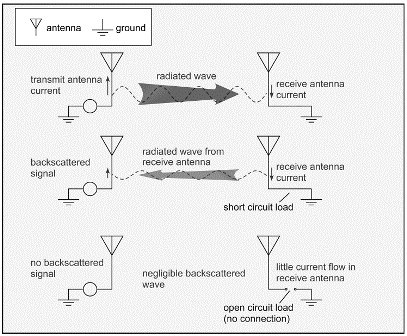 antenna
ground
transmit antenna
current
radiated wave
receive antenna
current
backscattered
signal
radiated wave from
receive antenna
receive antenna
current
short circuit load
no backscattered
signal
negligible backscattered
wave
little current flow in
receive antenna
open circuit load
(no connection)